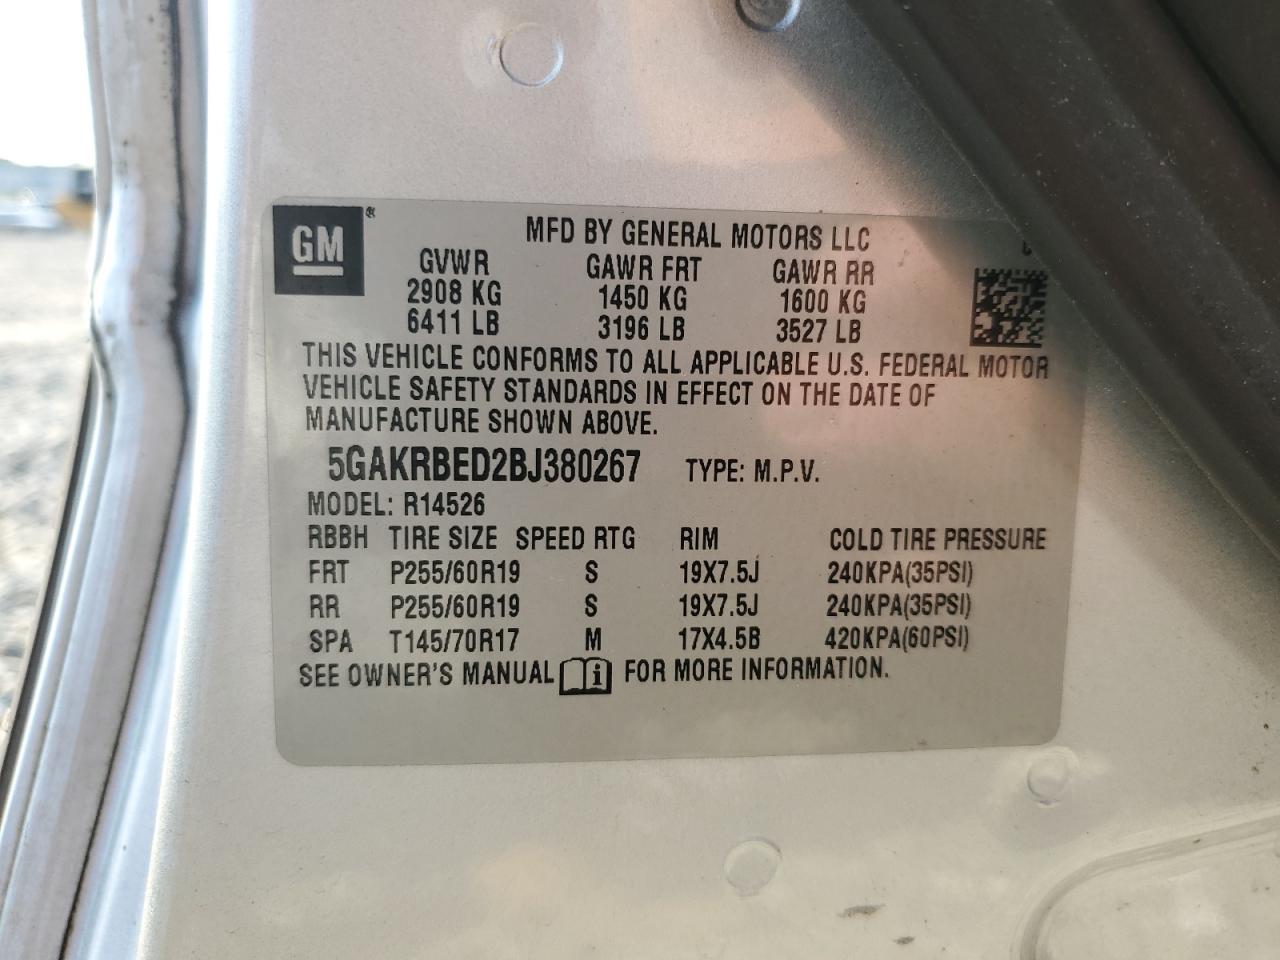 GM ®
MFD BY GENERAL MOTORS LLC
GVWR GAWR FRT GAWR RR
2908 KG 1450 KG 1600 KG
6411 LB 3196 LB 3527 LB
THIS VEHICLE CONFORMS TO ALL APPLICABLE U.S. FEDERAL MOTOR
VEHICLE SAFETY STANDARDS IN EFFECT ON THE DATE OF
MANUFACTURE SHOWN ABOVE.
5GAKRBED2BJ380267 TYPE: M.P.V.
MODEL: R14526
RBBH TIRE SIZE SPEED RTG RIM COLD TIRE PRESSURE
FRT P255/60R19 S 19X7.5J 240KPA(35PSI)
RR P255/60R19 S 19X7.5J 240KPA(35PSI)
SPA T145/70R17 M 17X4.5B 420KPA(60PSI)
SEE OWNER'S MANUAL i FOR MORE INFORMATION.